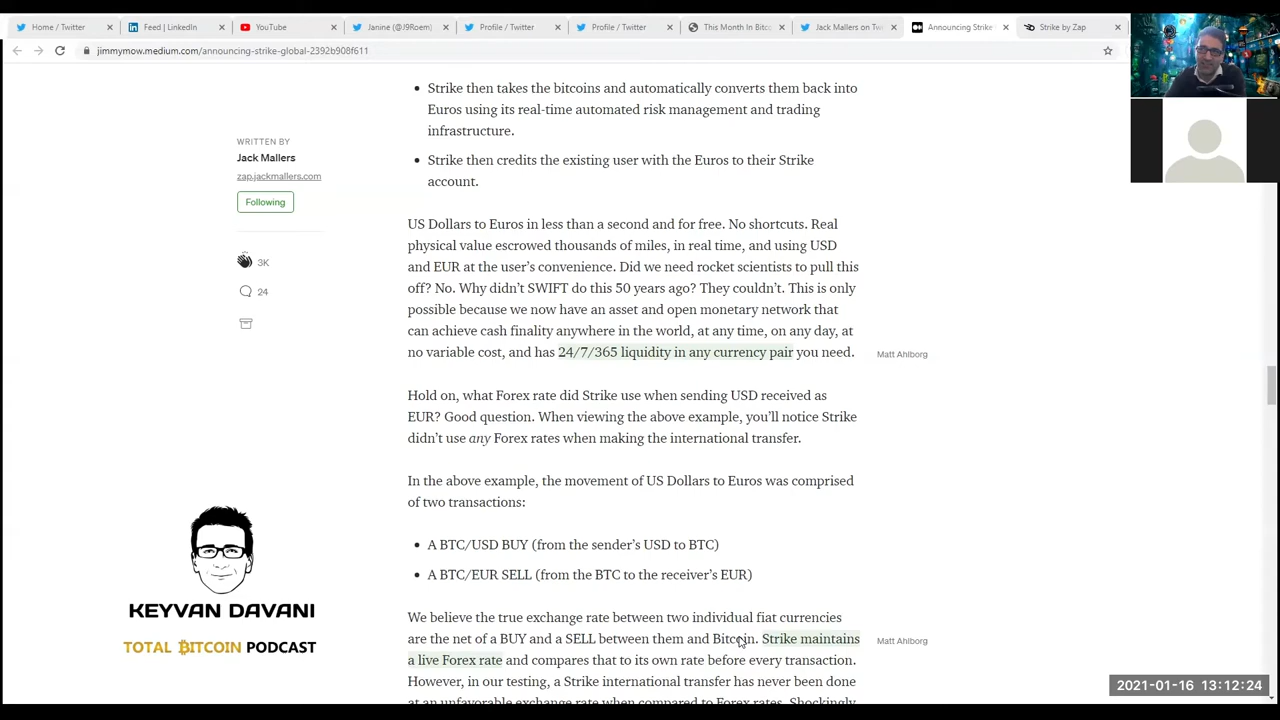 Home / Twitter
Feed | LinkedIn
YouTube
Janine (@J9Roem)
Profile / Twitter
Profile / Twitter
This Month In Bitco
Jack Mallers on Tw
Announcing Strike
Strike by Zap
jimmymow.medium.com/announcing-strike-global-2392b908f611
WRITTEN BY
Jack Mallers
zap.jackmallers.com
Following
3K
24
• Strike then takes the bitcoins and automatically converts them back into
Euros using its real-time automated risk management and trading
infrastructure.
• Strike then credits the existing user with the Euros to their Strike
account.
US Dollars to Euros in less than a second and for free. No shortcuts. Real
physical value escrowed thousands of miles, in real time, and using USD
and EUR at the user's convenience. Did we need rocket scientists to pull this
off? No. Why didn't SWIFT do this 50 years ago? They couldn't. This is only
possible because we now have an asset and open monetary network that
can achieve cash finality anywhere in the world, at any time, on any day, at
no variable cost, and has 24/7/365 liquidity in any currency pair you need.
Matt Ahlborg
Hold on, what Forex rate did Strike use when sending USD received as
EUR? Good question. When viewing the above example, you'll notice Strike
didn't use any Forex rates when making the international transfer.
In the above example, the movement of US Dollars to Euros was comprised
of two transactions:
• A BTC/USD BUY (from the sender's USD to BTC)
• A BTC/EUR SELL (from the BTC to the receiver's EUR)
We believe the true exchange rate between two individual fiat currencies
are the net of a BUY and a SELL between them and Bitcoin. Strike maintains
a live Forex rate and compares that to its own rate before every transaction.
However, in our testing, a Strike international transfer has never been done
at an unfavorable exchange rate when compared to Forex rates. Shockingly
Matt Ahlborg
KEYVAN DAVANI
TOTAL ₿ITCOIN PODCAST
2021-01-16 13:12:24